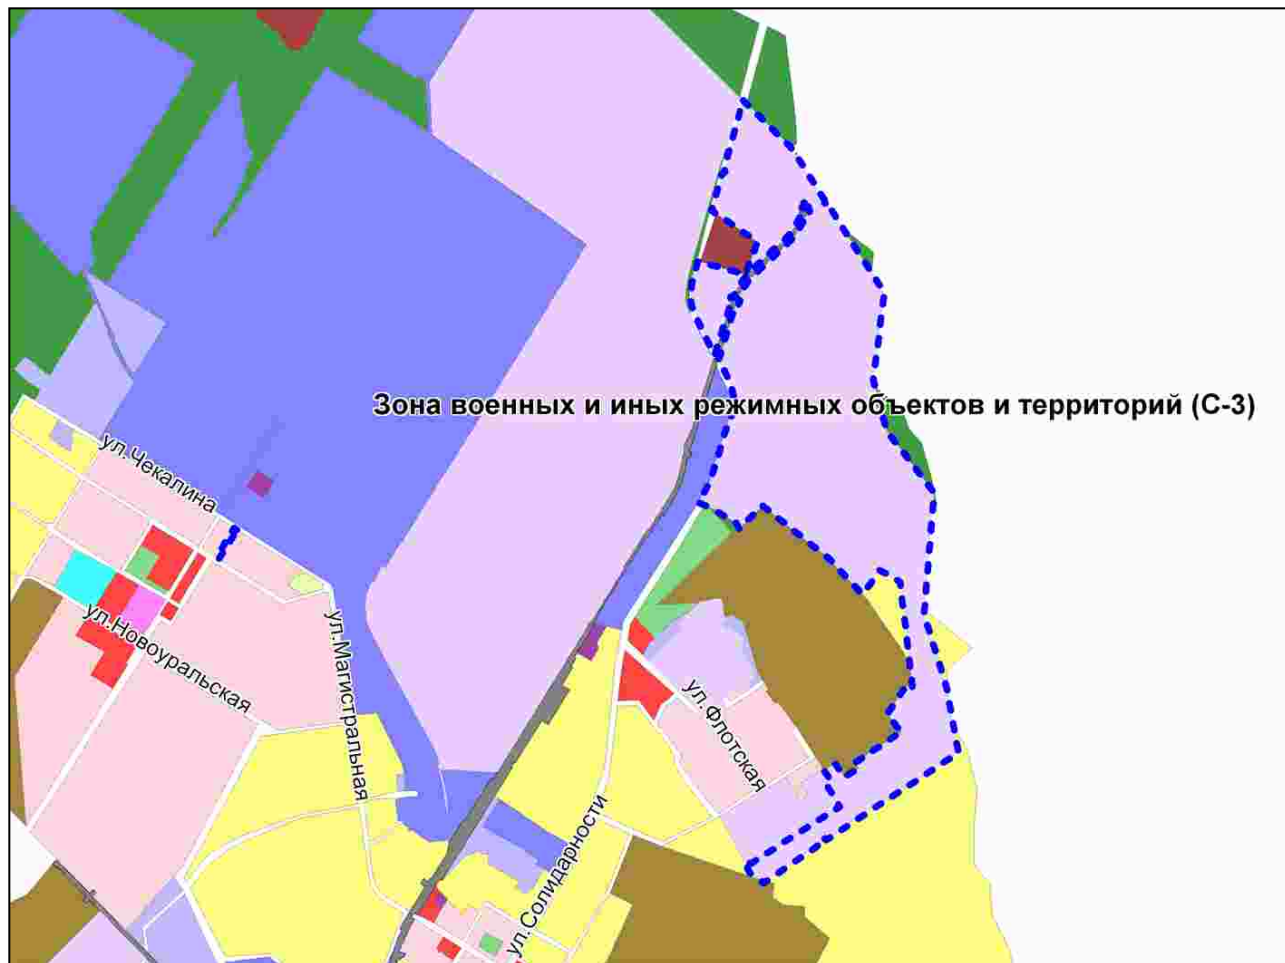 Зона военных и иных режимных объектов и территорий (С-3)
ул.Чекалина
ул.Новоуральская
ул.Магистральная
ул.Флотская
ул.Солидарности